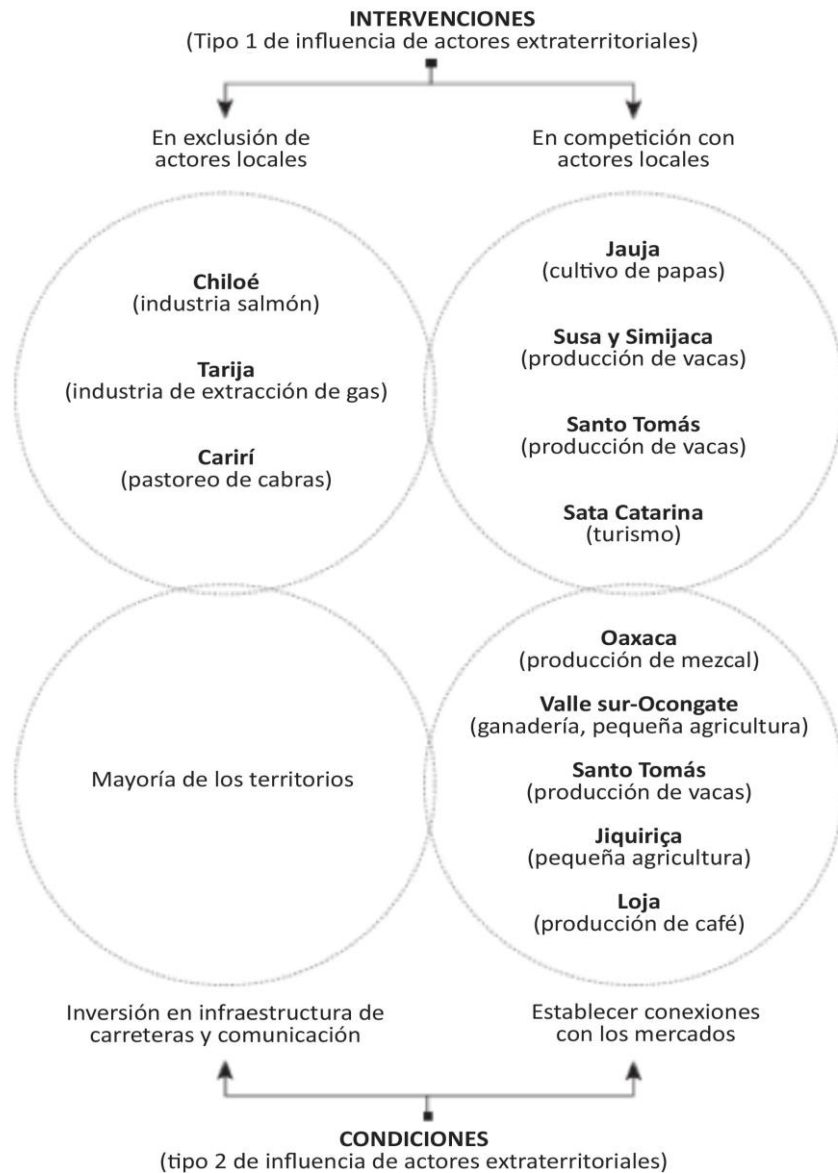 INTERVENCIONES
(Tipo 1 de influencia de actores extraterritoriales)
En exclusión de
actores locales
En competición con
actores locales
Chiloé
(industria salmón)
Tarija
(industria de extracción de gas)
Carirí
(pastoreo de cabras)
Jauja
(cultivo de papas)
Susa y Simijaca
(producción de vacas)
Santo Tomás
(producción de vacas)
Sata Catarina
(turismo)
Mayoría de los territorios
Oaxaca
(producción de mezcal)
Valle sur-Ocongate
(ganadería, pequeña agricultura)
Santo Tomás
(producción de vacas)
Jiquiriça
(pequeña agricultura)
Loja
(producción de café)
Inversión en infraestructura de
carreteras y comunicación
Establecer conexiones
con los mercados
CONDICIONES
(tipo 2 de influencia de actores extraterritoriales)